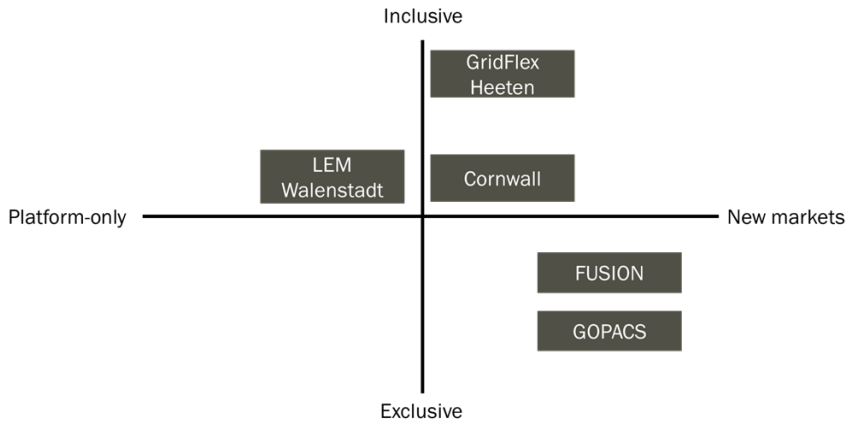 Inclusive
GridFlex
Heeten
LEM
Walenstadt
Cornwall
Platform-only
New markets
FUSION
GOPACS
Exclusive